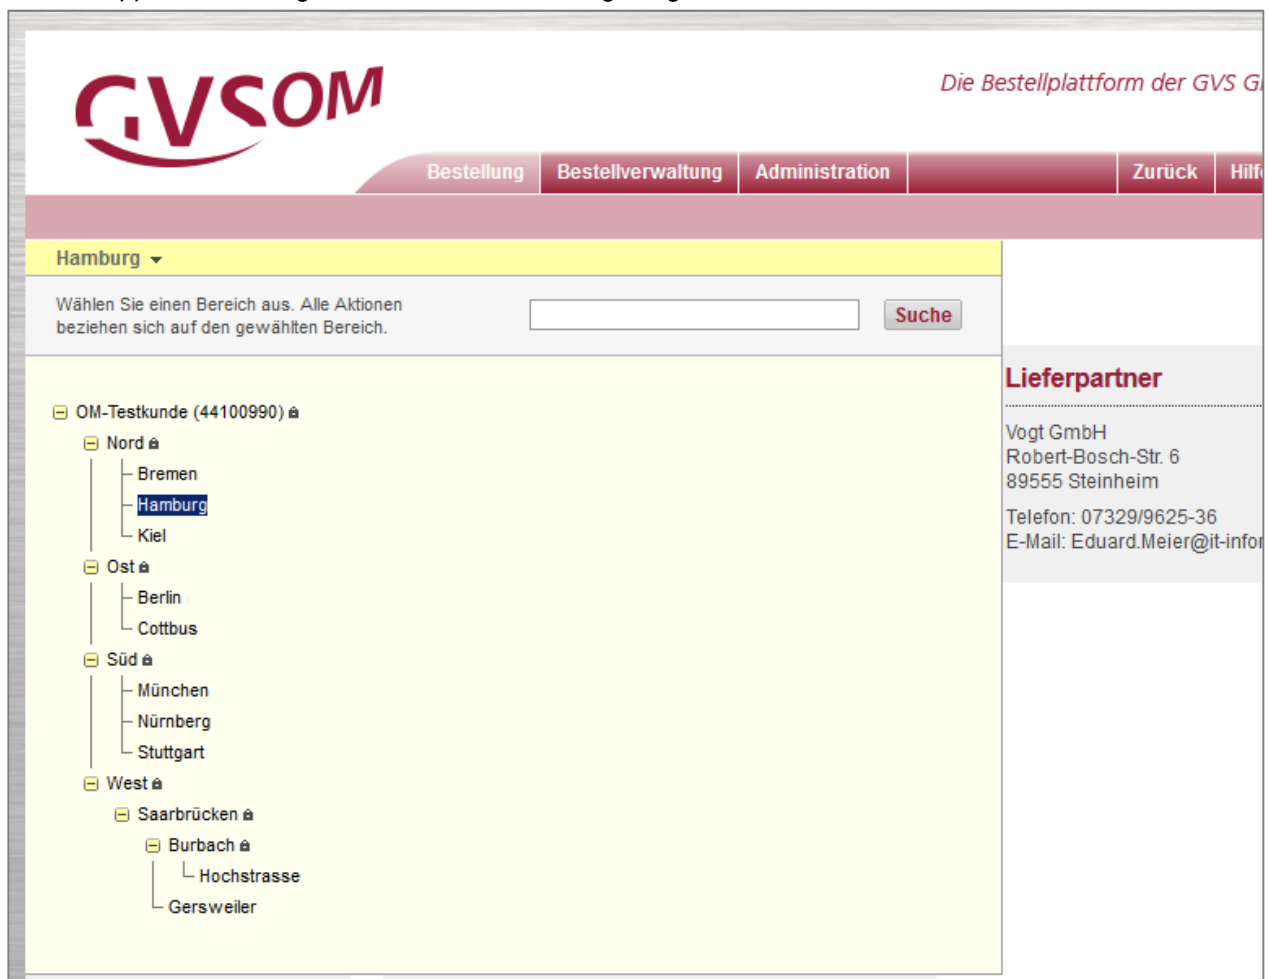 GVSOM
Die Bestellplattform der GVS
Bestellung Bestellverwaltung Administration Zurück
Hamburg
Wählen Sie einen Bereich aus. Alle Aktionen
beziehen sich auf den gewählten Bereich.
Suche
OM-Testkunde (44100990)
Nord
Bremen
Hamburg
Kiel
Ost
Berlin
Cottbus
Süd
München
Nürnberg
Stuttgart
West
Saarbrücken
Burbach
Hochstrasse
Gersweiler
Lieferpartner
Vogt GmbH
Robert-Bosch-Str. 6
89555 Steinheim
Telefon: 07329/9625-36
E-Mail: Eduard.Meier@it-infor